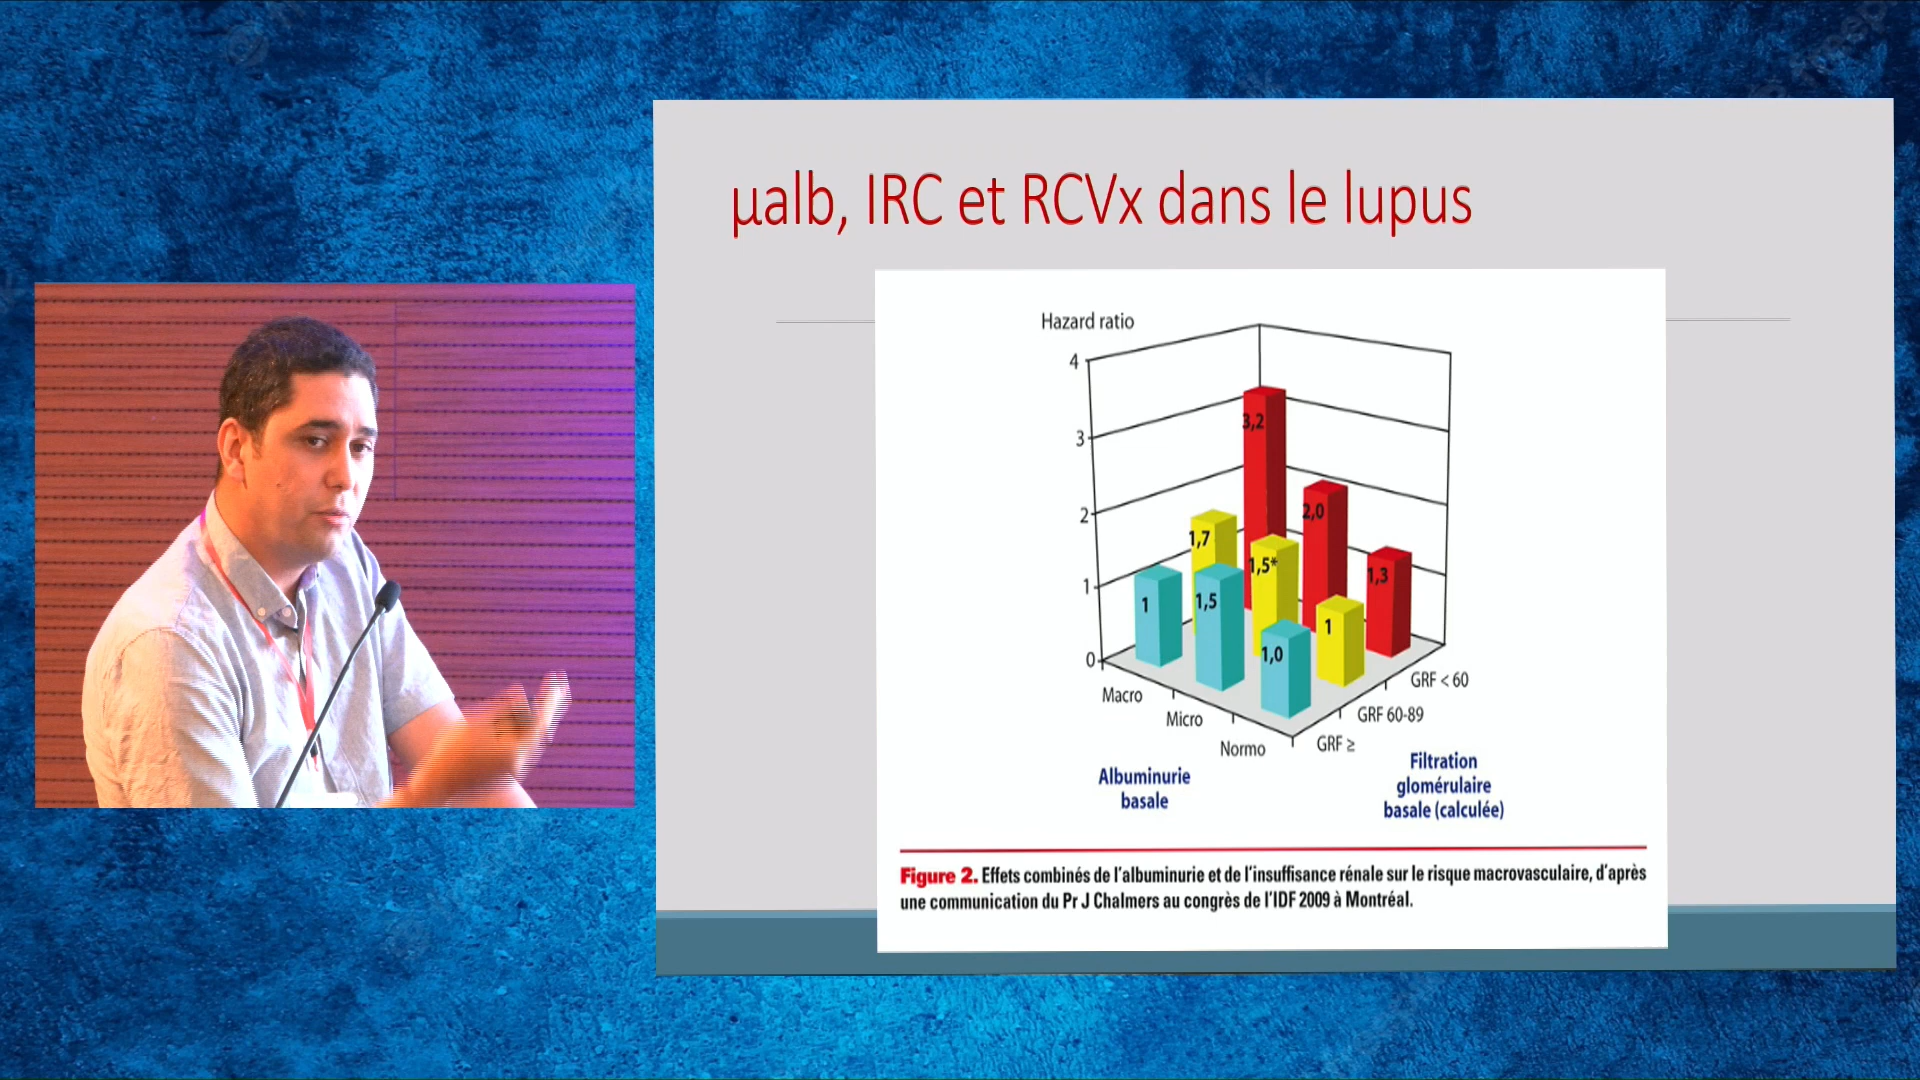 µalb, IRC et RCVx dans le lupus
Hazard ratio
4
3
2
1
0
3,2
2,0
1,3
1,7
1,5*
1
1
1,5
1,0
Macro
Micro
Normo
GRF ≥
GRF 60-89
GRF < 60
Albuminurie
basale
Filtration
glomérulaire
basale (calculée)
Figure 2. Effets combinés de l'albuminurie et de l'insuffisance rénale sur le risque macrovasculaire, d'après
une communication du Pr J Chalmers au congrès de l'IDF 2009 à Montréal.